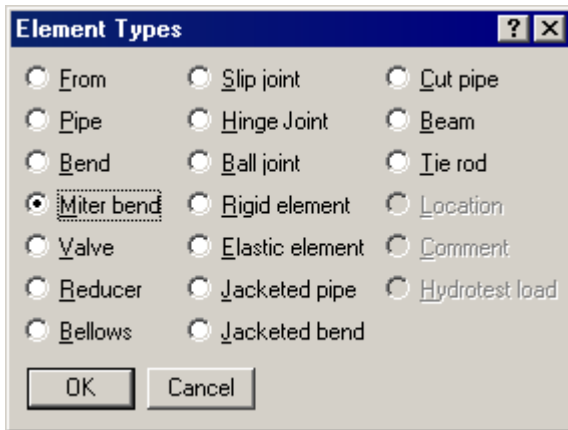 Element Types ? ×
From Slip joint Cut pipe
Pipe Hinge Joint Beam
Bend Ball joint Tie rod
Miter bend Rigid element Location
Valve Elastic element Comment
Reducer Jacketed pipe Hydrotest load
Bellows Jacketed bend
OK Cancel